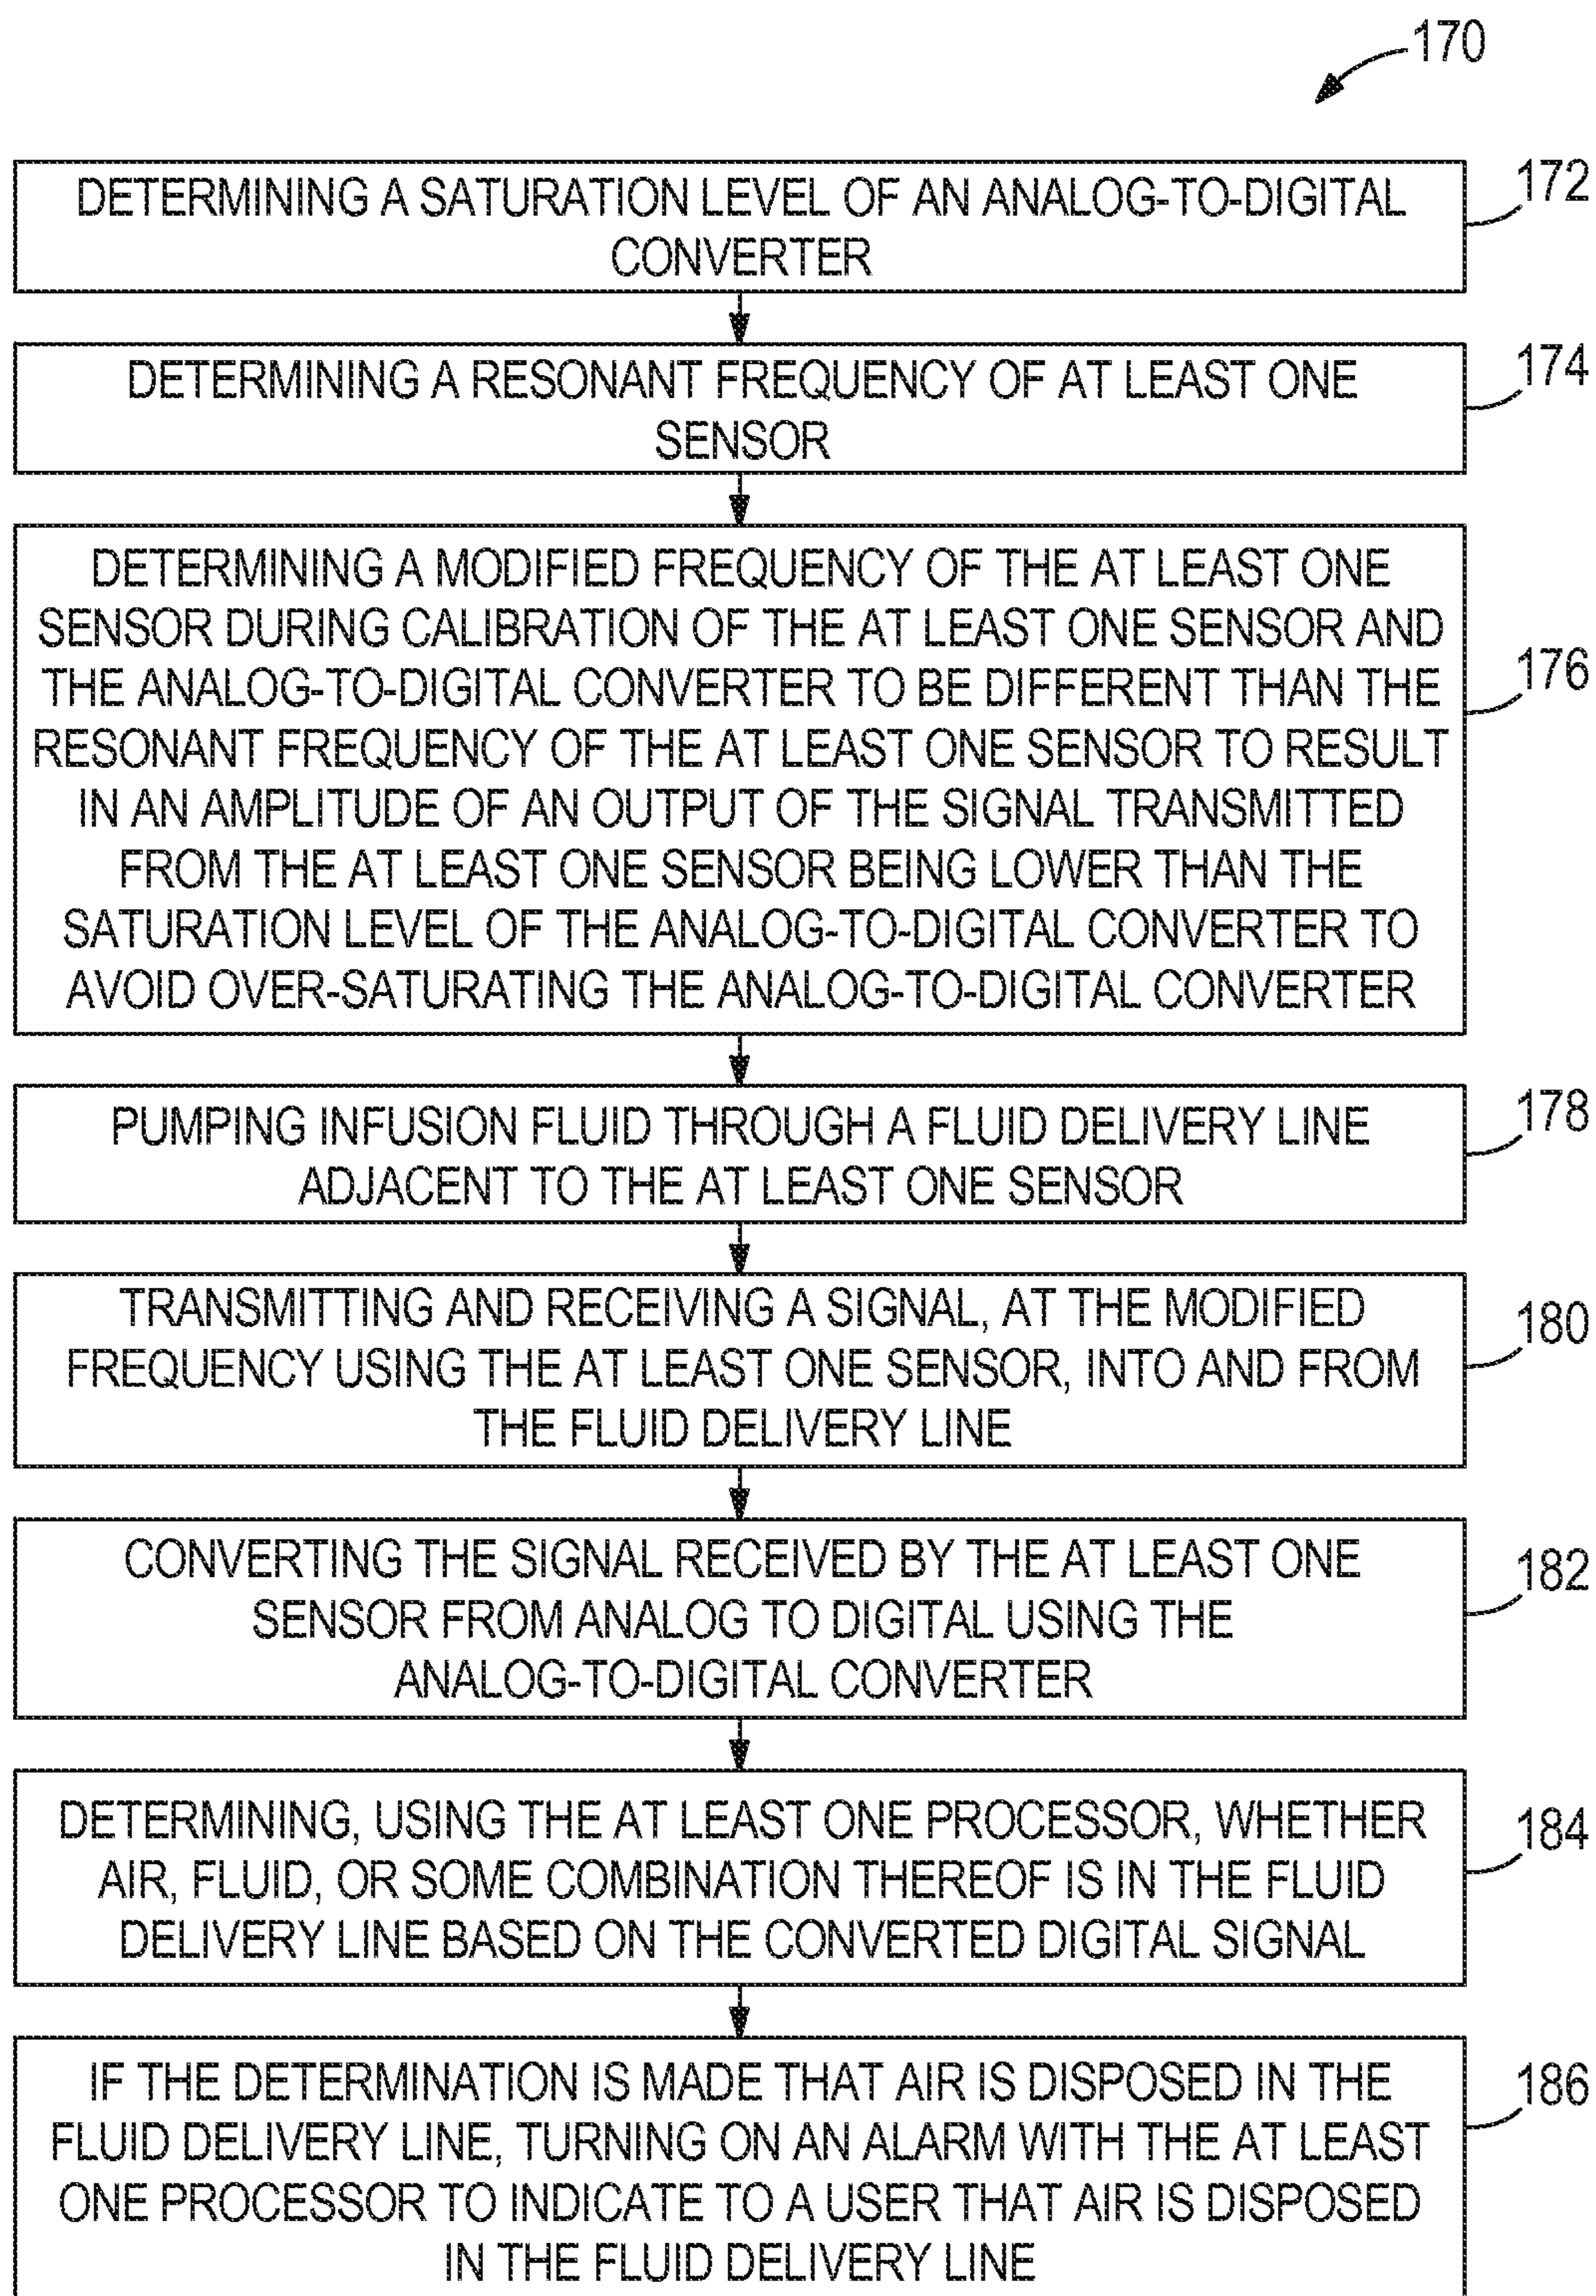 170
DETERMINING A SATURATION LEVEL OF AN ANALOG-TO-DIGITAL
CONVERTER
172
DETERMINING A RESONANT FREQUENCY OF AT LEAST ONE
SENSOR
174
DETERMINING A MODIFIED FREQUENCY OF THE AT LEAST ONE
SENSOR DURING CALIBRATION OF THE AT LEAST ONE SENSOR AND
THE ANALOG-TO-DIGITAL CONVERTER TO BE DIFFERENT THAN THE
RESONANT FREQUENCY OF THE AT LEAST ONE SENSOR TO RESULT
IN AN AMPLITUDE OF AN OUTPUT OF THE SIGNAL TRANSMITTED
FROM THE AT LEAST ONE SENSOR BEING LOWER THAN THE
SATURATION LEVEL OF THE ANALOG-TO-DIGITAL CONVERTER TO
AVOID OVER-SATURATING THE ANALOG-TO-DIGITAL CONVERTER
176
PUMPING INFUSION FLUID THROUGH A FLUID DELIVERY LINE
ADJACENT TO THE AT LEAST ONE SENSOR
178
TRANSMITTING AND RECEIVING A SIGNAL, AT THE MODIFIED
FREQUENCY USING THE AT LEAST ONE SENSOR, INTO AND FROM
THE FLUID DELIVERY LINE
180
CONVERTING THE SIGNAL RECEIVED BY THE AT LEAST ONE
SENSOR FROM ANALOG TO DIGITAL USING THE
ANALOG-TO-DIGITAL CONVERTER
182
DETERMINING, USING THE AT LEAST ONE PROCESSOR, WHETHER
AIR, FLUID, OR SOME COMBINATION THEREOF IS IN THE FLUID
DELIVERY LINE BASED ON THE CONVERTED DIGITAL SIGNAL
184
IF THE DETERMINATION IS MADE THAT AIR IS DISPOSED IN THE
FLUID DELIVERY LINE, TURNING ON AN ALARM WITH THE AT LEAST
ONE PROCESSOR TO INDICATE TO A USER THAT AIR IS DISPOSED
IN THE FLUID DELIVERY LINE
186